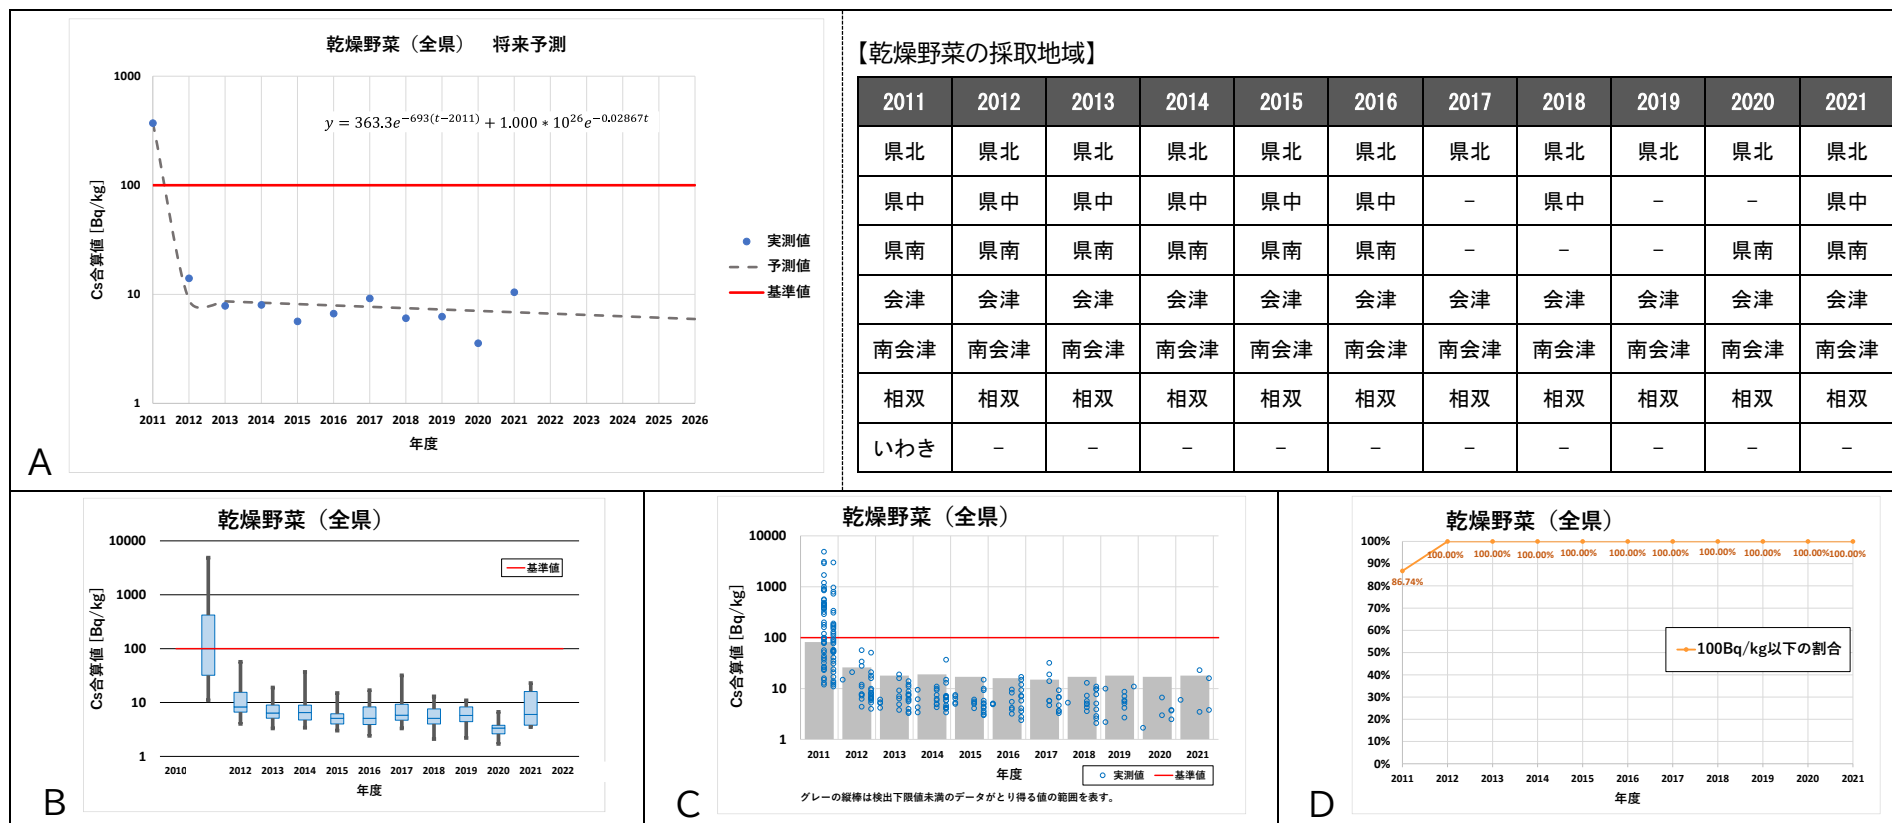 乾燥野菜（全県）　将来予測
1000
100
10
1
Cs合算値 [Bq/kg]
y = 363.3e^{-693(t-2011)} + 1.000 * 10^{26}e^{-0.02867t}
実測値
予測値
基準値
2011 2012 2013 2014 2015 2016 2017 2018 2019 2020 2021 2022 2023 2024 2025 2026
年度
A
【乾燥野菜の採取地域】
2011 2012 2013 2014 2015 2016 2017 2018 2019 2020 2021
県北 県北 県北 県北 県北 県北 県北 県北 県北 県北 県北
県中 県中 県中 県中 県中 県中 － 県中 － － 県中
県南 県南 県南 県南 県南 県南 － － － 県南 県南
会津 会津 会津 会津 会津 会津 会津 会津 会津 会津 会津
南会津 南会津 南会津 南会津 南会津 南会津 南会津 南会津 南会津 南会津 南会津
相双 相双 相双 相双 相双 相双 相双 相双 相双 相双 相双
いわき － － － － － － － － － －
乾燥野菜（全県）
10000
1000
100
10
1
Cs合算値 [Bq/kg]
基準値
2010 2012 2013 2014 2015 2016 2017 2018 2019 2020 2021 2022
年度
B
乾燥野菜（全県）
10000
1000
100
10
1
Cs合算値 [Bq/kg]
2011 2012 2013 2014 2015 2016 2017 2018 2019 2020 2021
年度
実測値 基準値
グレーの縦棒は検出下限値未満のデータがとり得る値の範囲を表す。
C
乾燥野菜（全県）
100%
90%
80%
70%
60%
50%
40%
30%
20%
10%
0%
86.74% 100.00% 100.00% 100.00% 100.00% 100.00% 100.00% 100.00% 100.00% 100.00% 100.00%
100Bq/kg以下の割合
2011 2012 2013 2014 2015 2016 2017 2018 2019 2020 2021
年度
D